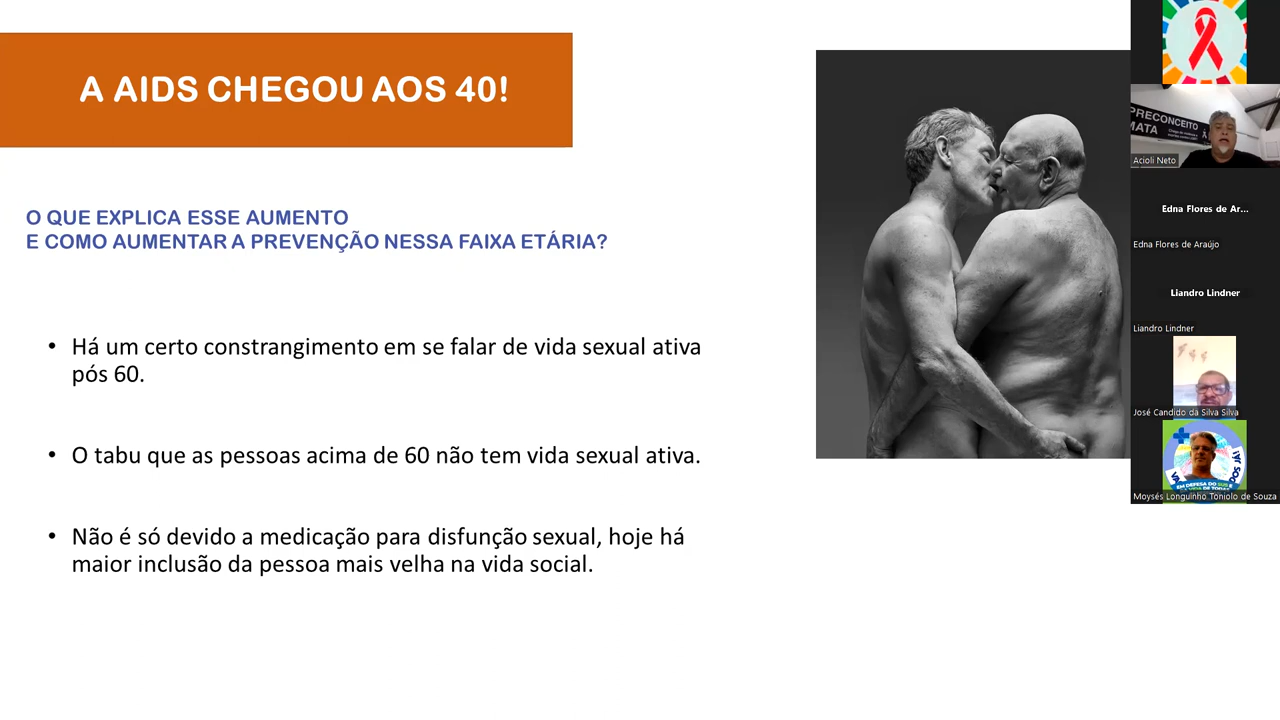 A AIDS CHEGOU AOS 40!
O QUE EXPLICA ESSE AUMENTO
E COMO AUMENTAR A PREVENÇÃO NESSA FAIXA ETÁRIA?
• Há um certo constrangimento em se falar de vida sexual ativa
pós 60.
• O tabu que as pessoas acima de 60 não tem vida sexual ativa.
• Não é só devido a medicação para disfunção sexual, hoje há
maior inclusão da pessoa mais velha na vida social.
PRECONCEITO
MATA
Acioli Neto
Edna Flores de Ar...
Edna Flores de Araújo
Liandro Lindner
Liandro Lindner
José Candido da Silva Silva
EM DEFESA DO SUS E
Moysés Longuinho Toniolo de Souza